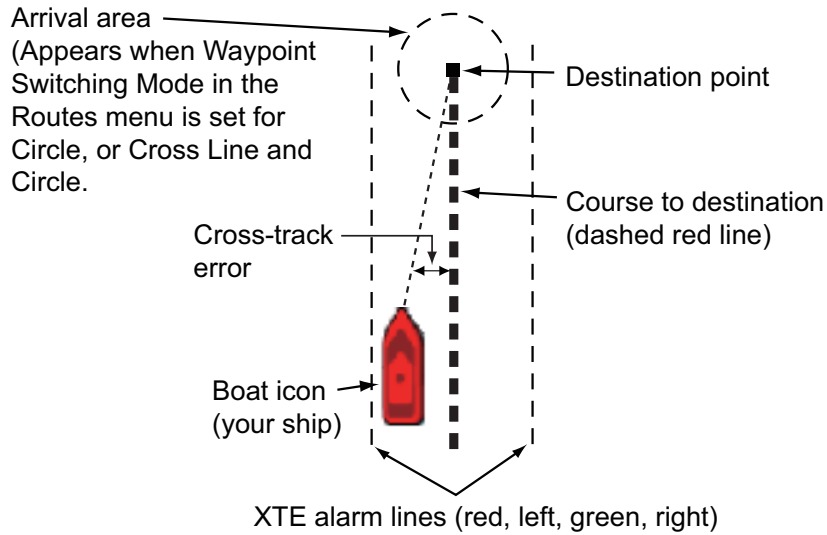 Arrival area
(Appears when Waypoint
Switching Mode in the
Routes menu is set for
Circle, or Cross Line and
Circle.
Destination point
Course to destination
(dashed red line)
Cross-track
error
Boat icon
(your ship)
XTE alarm lines (red, left, green, right)